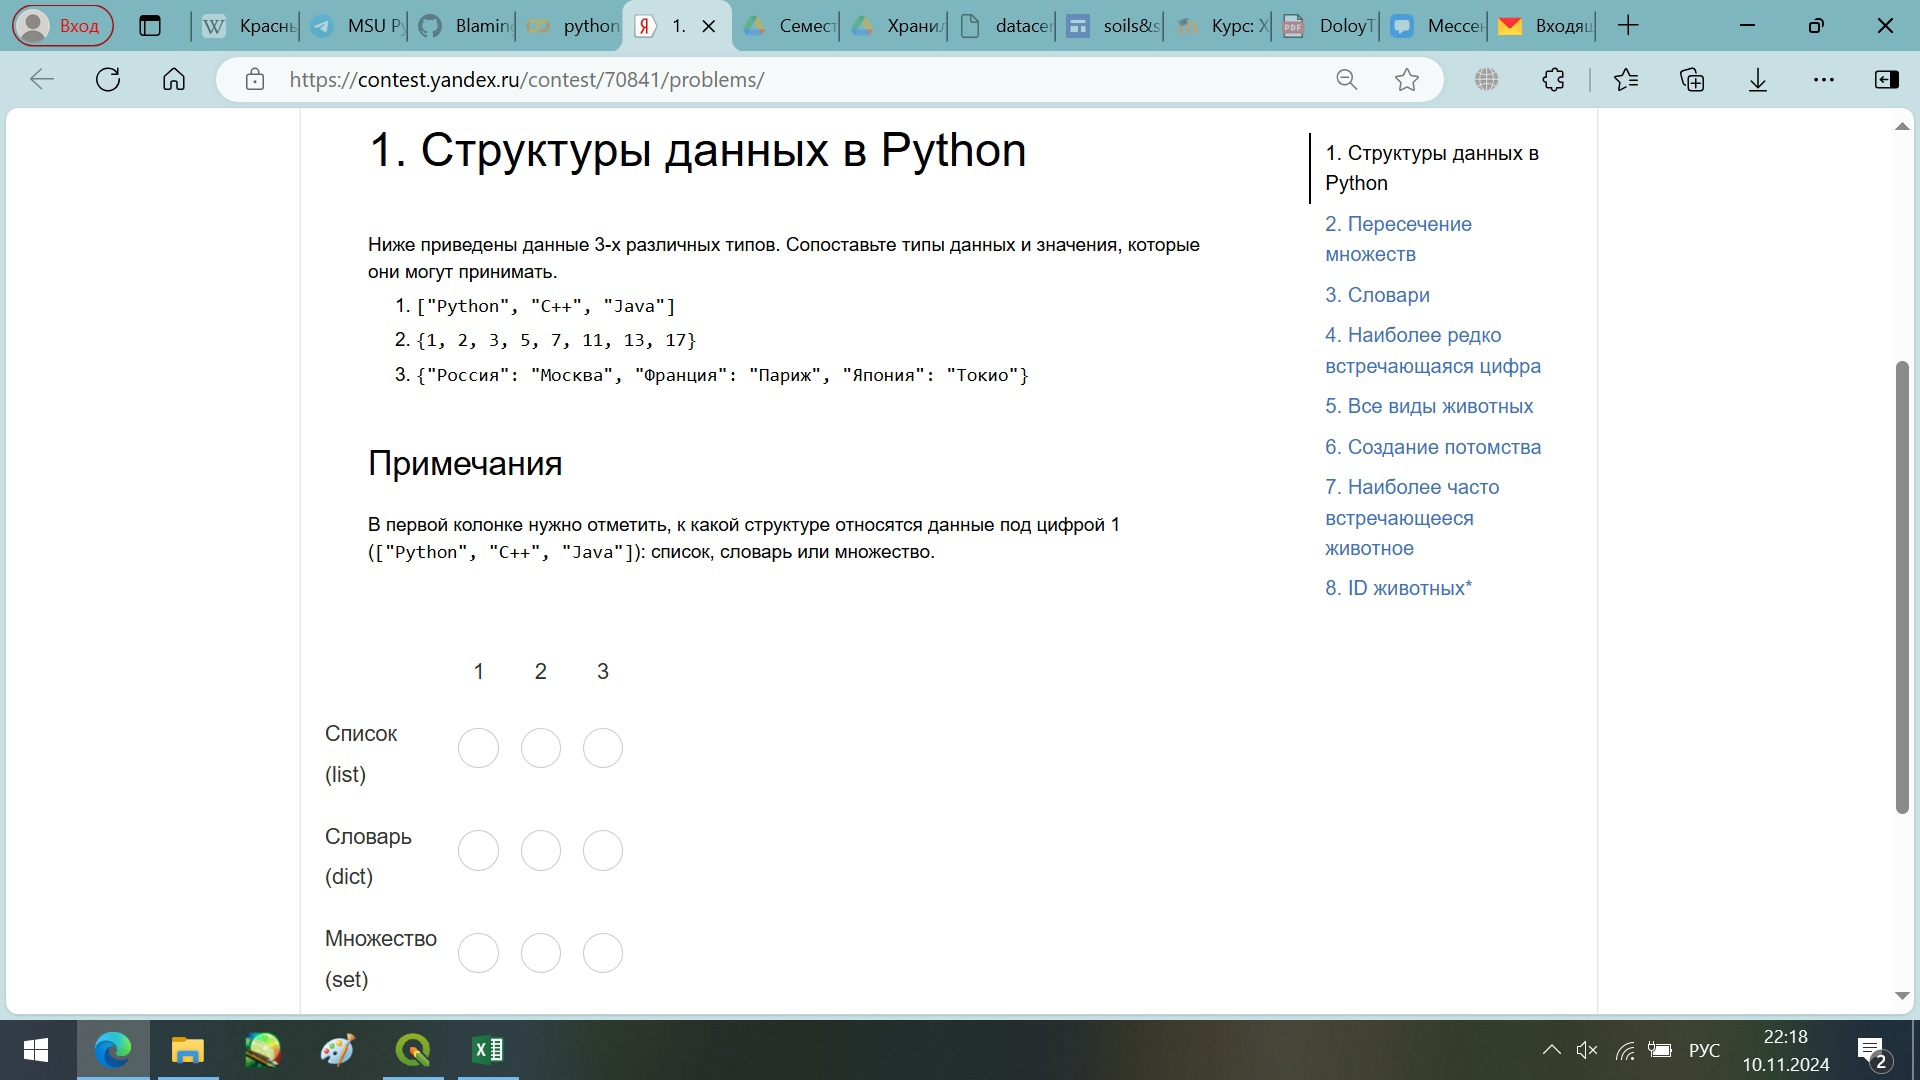 Вход
Красн
MSU P
Blamin
python
1.
Семест
Храни
datacer
soils&s
Курс: X
DoloyT
Мессе
Входя
https://contest.yandex.ru/contest/70841/problems/
1. Структуры данных в Python
Ниже приведены данные 3-х различных типов. Сопоставьте типы данных и значения, которые
они могут принимать.
1. ["Python", "C++", "Java"]
2. {1, 2, 3, 5, 7, 11, 13, 17}
3. {"Россия": "Москва", "Франция": "Париж", "Япония": "Токио"}
Примечания
В первой колонке нужно отметить, к какой структуре относятся данные под цифрой 1
(["Python", "C++", "Java"]): список, словарь или множество.
1 2 3
Список
(list)
Словарь
(dict)
Множество
(set)
1. Структуры данных в
Python
2. Пересечение
множеств
3. Словари
4. Наиболее редко
встречающаяся цифра
5. Все виды животных
6. Создание потомства
7. Наиболее часто
встречающееся
животное
8. ID животных*
РУС
22:18
10.11.2024
2